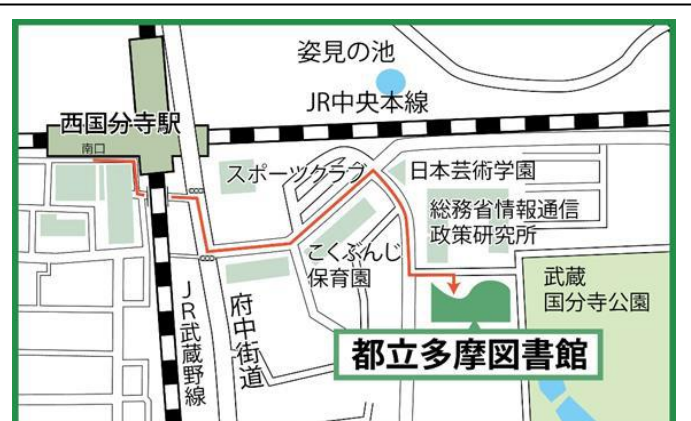 姿見の池
JR中央本線
西国分寺駅
南口
スポーツクラブ
日本芸術学園
総務省情報通信
政策研究所
こくぶんじ
保育園
武蔵
国分寺公園
JR武蔵野線
府中街道
都立多摩図書館